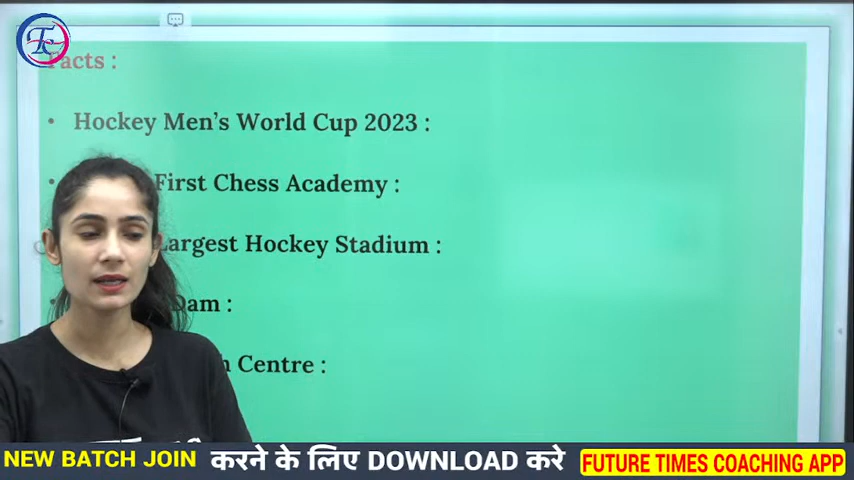 Facts :
• Hockey Men's World Cup 2023 :
First Chess Academy :
Largest Hockey Stadium :
Dam :
Centre :
NEW BATCH JOIN करने के लिए DOWNLOAD करे FUTURE TIMES COACHING APP